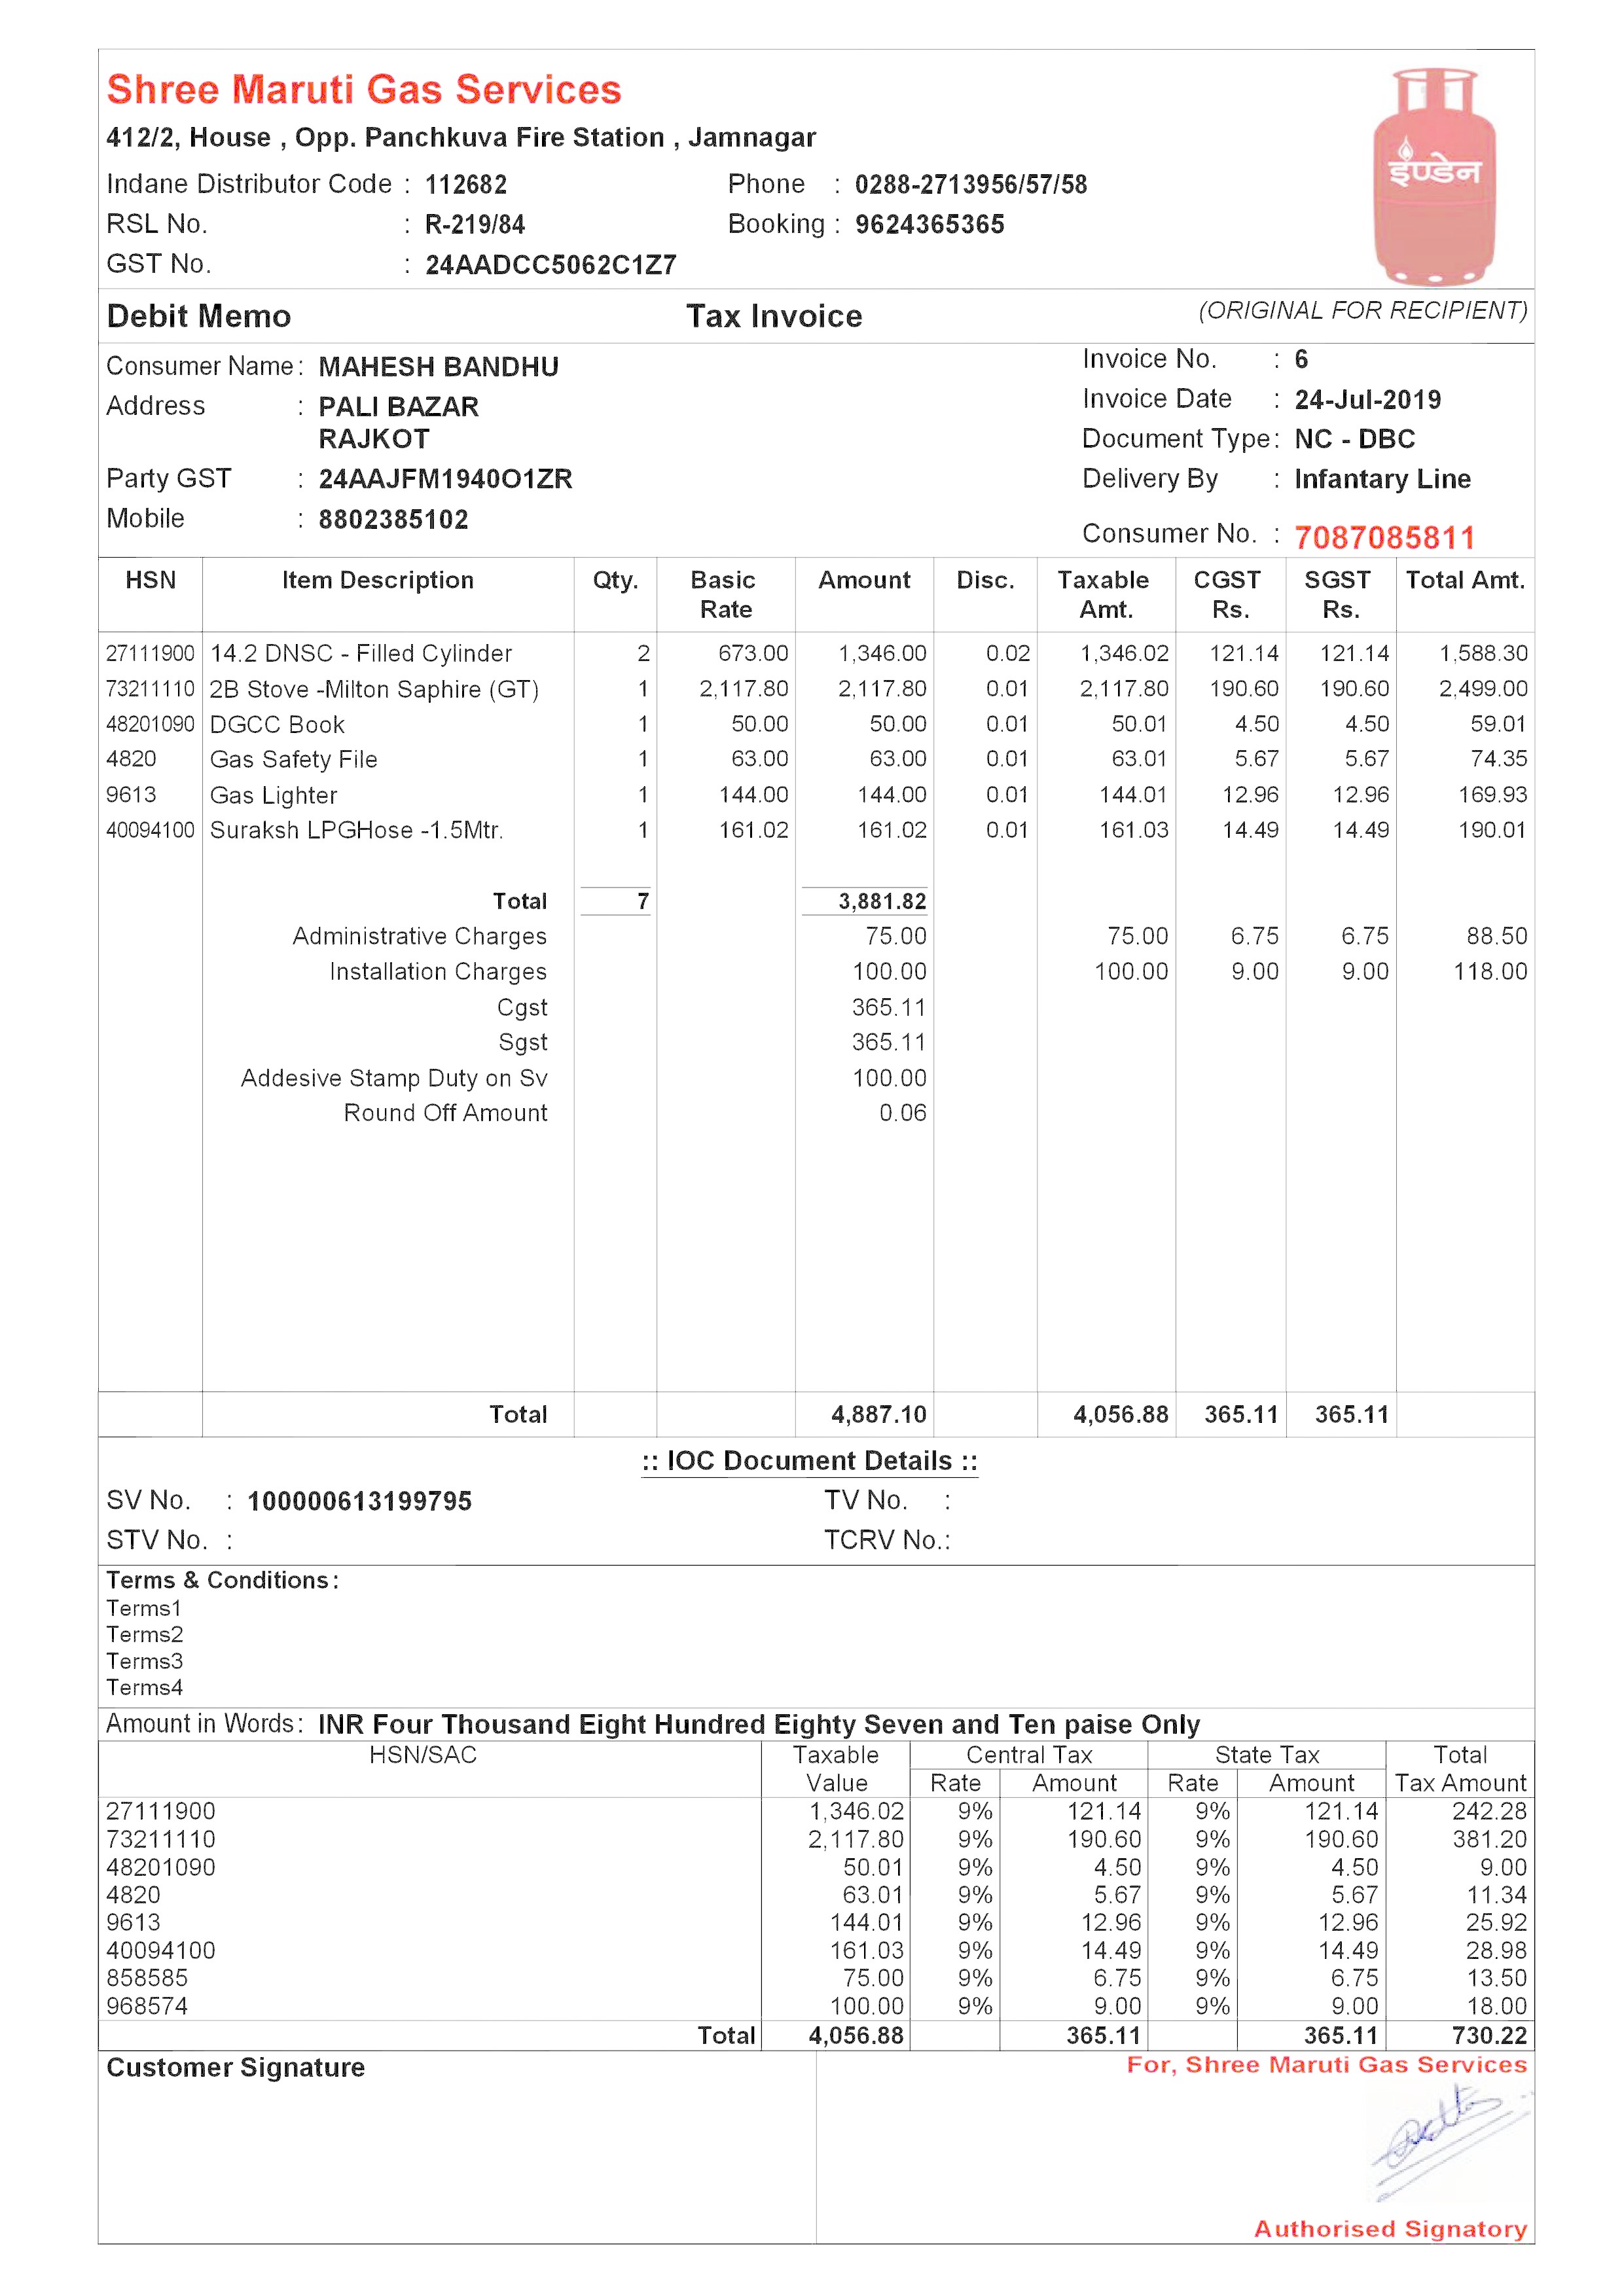 Shree Maruti Gas Services
412/2, House , Opp. Panchkuva Fire Station , Jamnagar
Indane Distributor Code : 112682 Phone : 0288-2713956/57/58
RSL No. : R-219/84 Booking : 9624365365
GST No. : 24AADCC5062C1Z7
इण्डेन
Debit Memo Tax Invoice (ORIGINAL FOR RECIPIENT)
Consumer Name : MAHESH BANDHU Invoice No. : 6
Address : PALI BAZAR Invoice Date : 24-Jul-2019
RAJKOT Document Type : NC - DBC
Party GST : 24AAJFM1940O1ZR Delivery By : Infantary Line
Mobile : 8802385102 Consumer No. : 7087085811
HSN Item Description Qty. Basic Amount Disc. Taxable CGST SGST Total Amt.
Rate Amt. Rs. Rs.
27111900 14.2 DNSC - Filled Cylinder 2 673.00 1,346.00 0.02 1,346.02 121.14 121.14 1,588.30
73211110 2B Stove -Milton Saphire (GT) 1 2,117.80 2,117.80 0.01 2,117.80 190.60 190.60 2,499.00
48201090 DGCC Book 1 50.00 50.00 0.01 50.01 4.50 4.50 59.01
4820 Gas Safety File 1 63.00 63.00 0.01 63.01 5.67 5.67 74.35
9613 Gas Lighter 1 144.00 144.00 0.01 144.01 12.96 12.96 169.93
40094100 Suraksh LPGHose -1.5Mtr. 1 161.02 161.02 0.01 161.03 14.49 14.49 190.01
Total 7 3,881.82
Administrative Charges 75.00 75.00 6.75 6.75 88.50
Installation Charges 100.00 100.00 9.00 9.00 118.00
Cgst 365.11
Sgst 365.11
Addesive Stamp Duty on Sv 100.00
Round Off Amount 0.06
Total 4,887.10 4,056.88 365.11 365.11
:: IOC Document Details ::
SV No. : 100000613199795 TV No. :
STV No. : TCRV No.:
Terms & Conditions :
Terms1
Terms2
Terms3
Terms4
Amount in Words : INR Four Thousand Eight Hundred Eighty Seven and Ten paise Only
HSN/SAC Taxable Central Tax State Tax Total
Value Rate Amount Rate Amount Tax Amount
27111900 1,346.02 9% 121.14 9% 121.14 242.28
73211110 2,117.80 9% 190.60 9% 190.60 381.20
48201090 50.01 9% 4.50 9% 4.50 9.00
4820 63.01 9% 5.67 9% 5.67 11.34
9613 144.01 9% 12.96 9% 12.96 25.92
40094100 161.03 9% 14.49 9% 14.49 28.98
858585 75.00 9% 6.75 9% 6.75 13.50
968574 100.00 9% 9.00 9% 9.00 18.00
Total 4,056.88 365.11 365.11 730.22
Customer Signature For, Shree Maruti Gas Services
Authorised Signatory